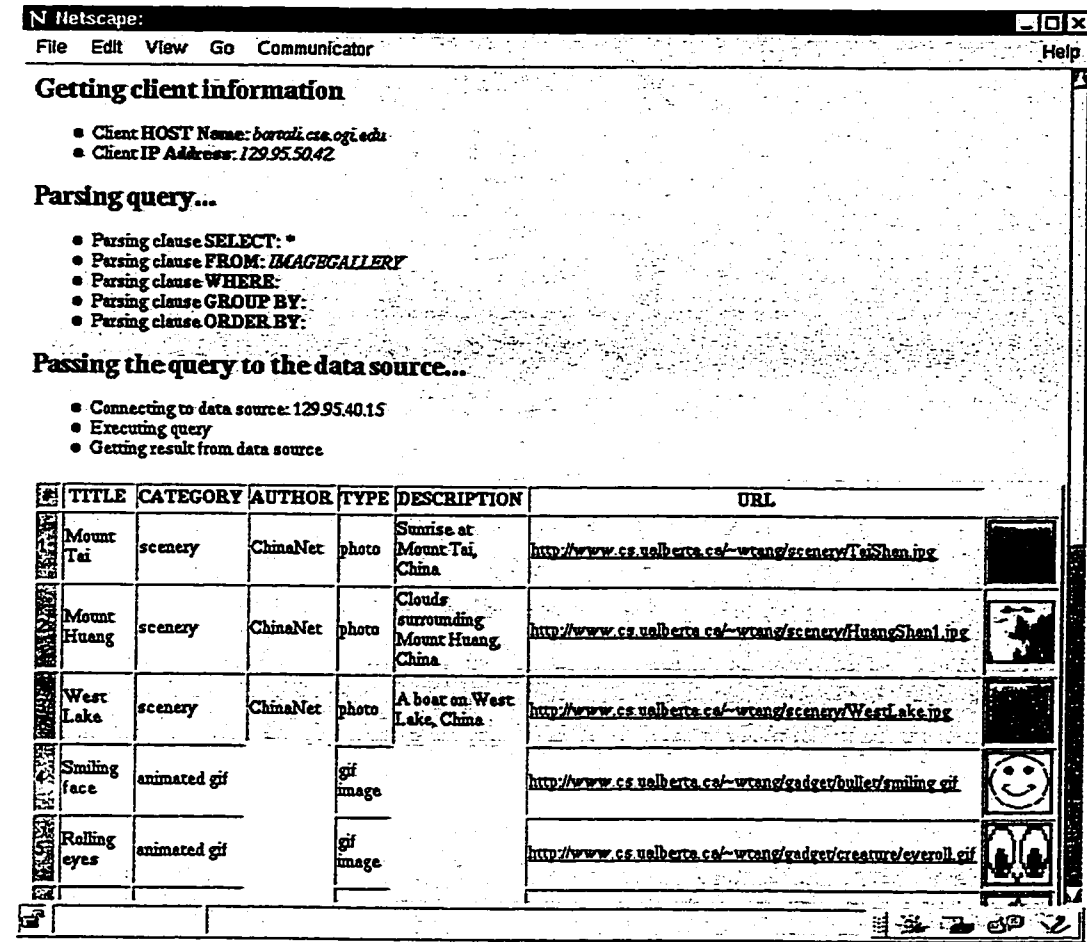 N Netscape:
File Edit View Go Communicator Help
Getting client information
Client HOST Name: bartali.cse.ogi.edu
Client IP Address: 129.95.50.42
Parsing query...
Parsing clause SELECT: *
Parsing clause FROM: IMAGEGALLERY
Parsing clause WHERE:
Parsing clause GROUP BY:
Parsing clause ORDER BY:
Passing the query to the data source...
Connecting to data source: 129.95.40.15
Executing query
Getting result from data source
# TITLE CATEGORY AUTHOR TYPE DESCRIPTION URL
Mount Tai scenery ChinaNet photo Sunrise at Mount Tai, China http://www.cs.ualberta.ca/~wtang/scenery/TaiShan.jpg
Mount Huang scenery ChinaNet photo Clouds surrounding Mount Huang, China http://www.cs.ualberta.ca/~wtang/scenery/HuangShan1.jpg
West Lake scenery ChinaNet photo A boat on West Lake, China http://www.cs.ualberta.ca/~wtang/scenery/WestLake.jpg
Smiling face animated gif gif image http://www.cs.ualberta.ca/~wtang/gadget/bullet/smiling.gif
Rolling eyes animated gif gif image http://www.cs.ualberta.ca/~wtang/gadget/creature/eyeroll.gif